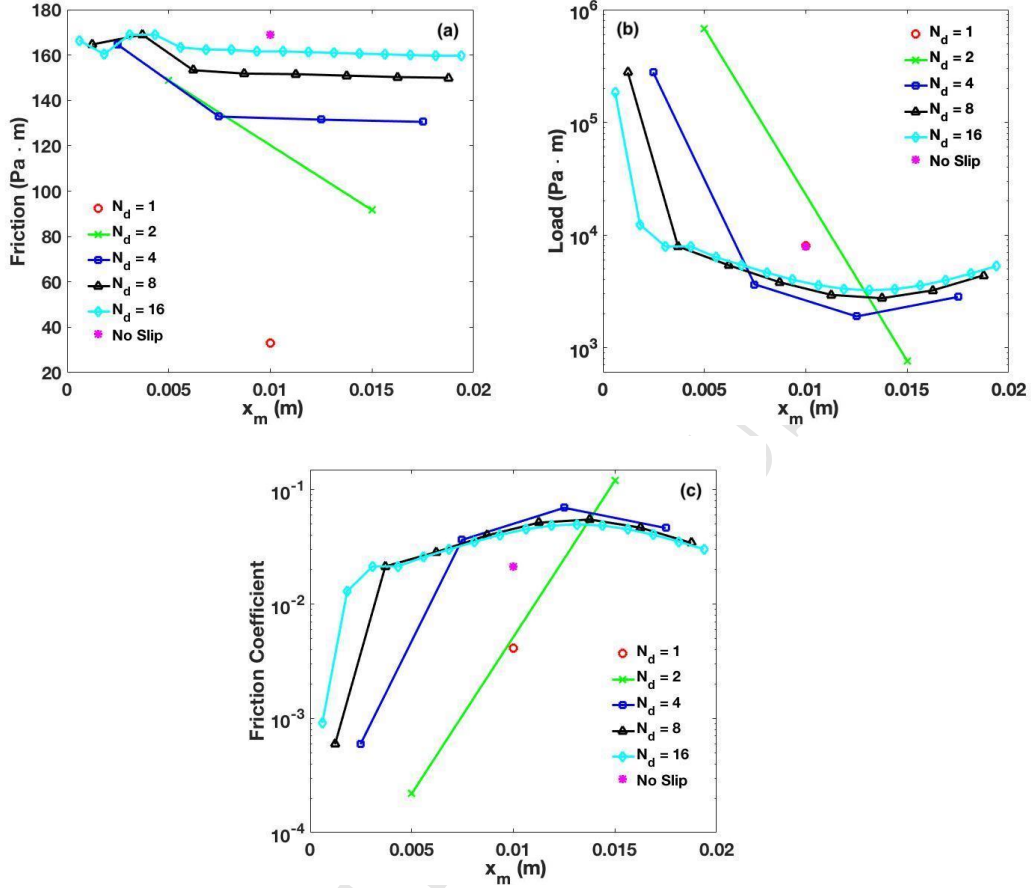 180
160
140
120
100
80
60
40
20
Friction (Pa · m)
(a)
N_d = 1
N_d = 2
N_d = 4
N_d = 8
N_d = 16
No Slip
0 0.005 0.01 0.015 0.02
x_m (m)
10^6
10^5
10^4
10^3
Load (Pa · m)
(b)
N_d = 1
N_d = 2
N_d = 4
N_d = 8
N_d = 16
No Slip
0 0.005 0.01 0.015 0.02
x_m (m)
10^-1
10^-2
10^-3
10^-4
Friction Coefficient
(c)
N_d = 1
N_d = 2
N_d = 4
N_d = 8
N_d = 16
No Slip
0 0.005 0.01 0.015 0.02
x_m (m)